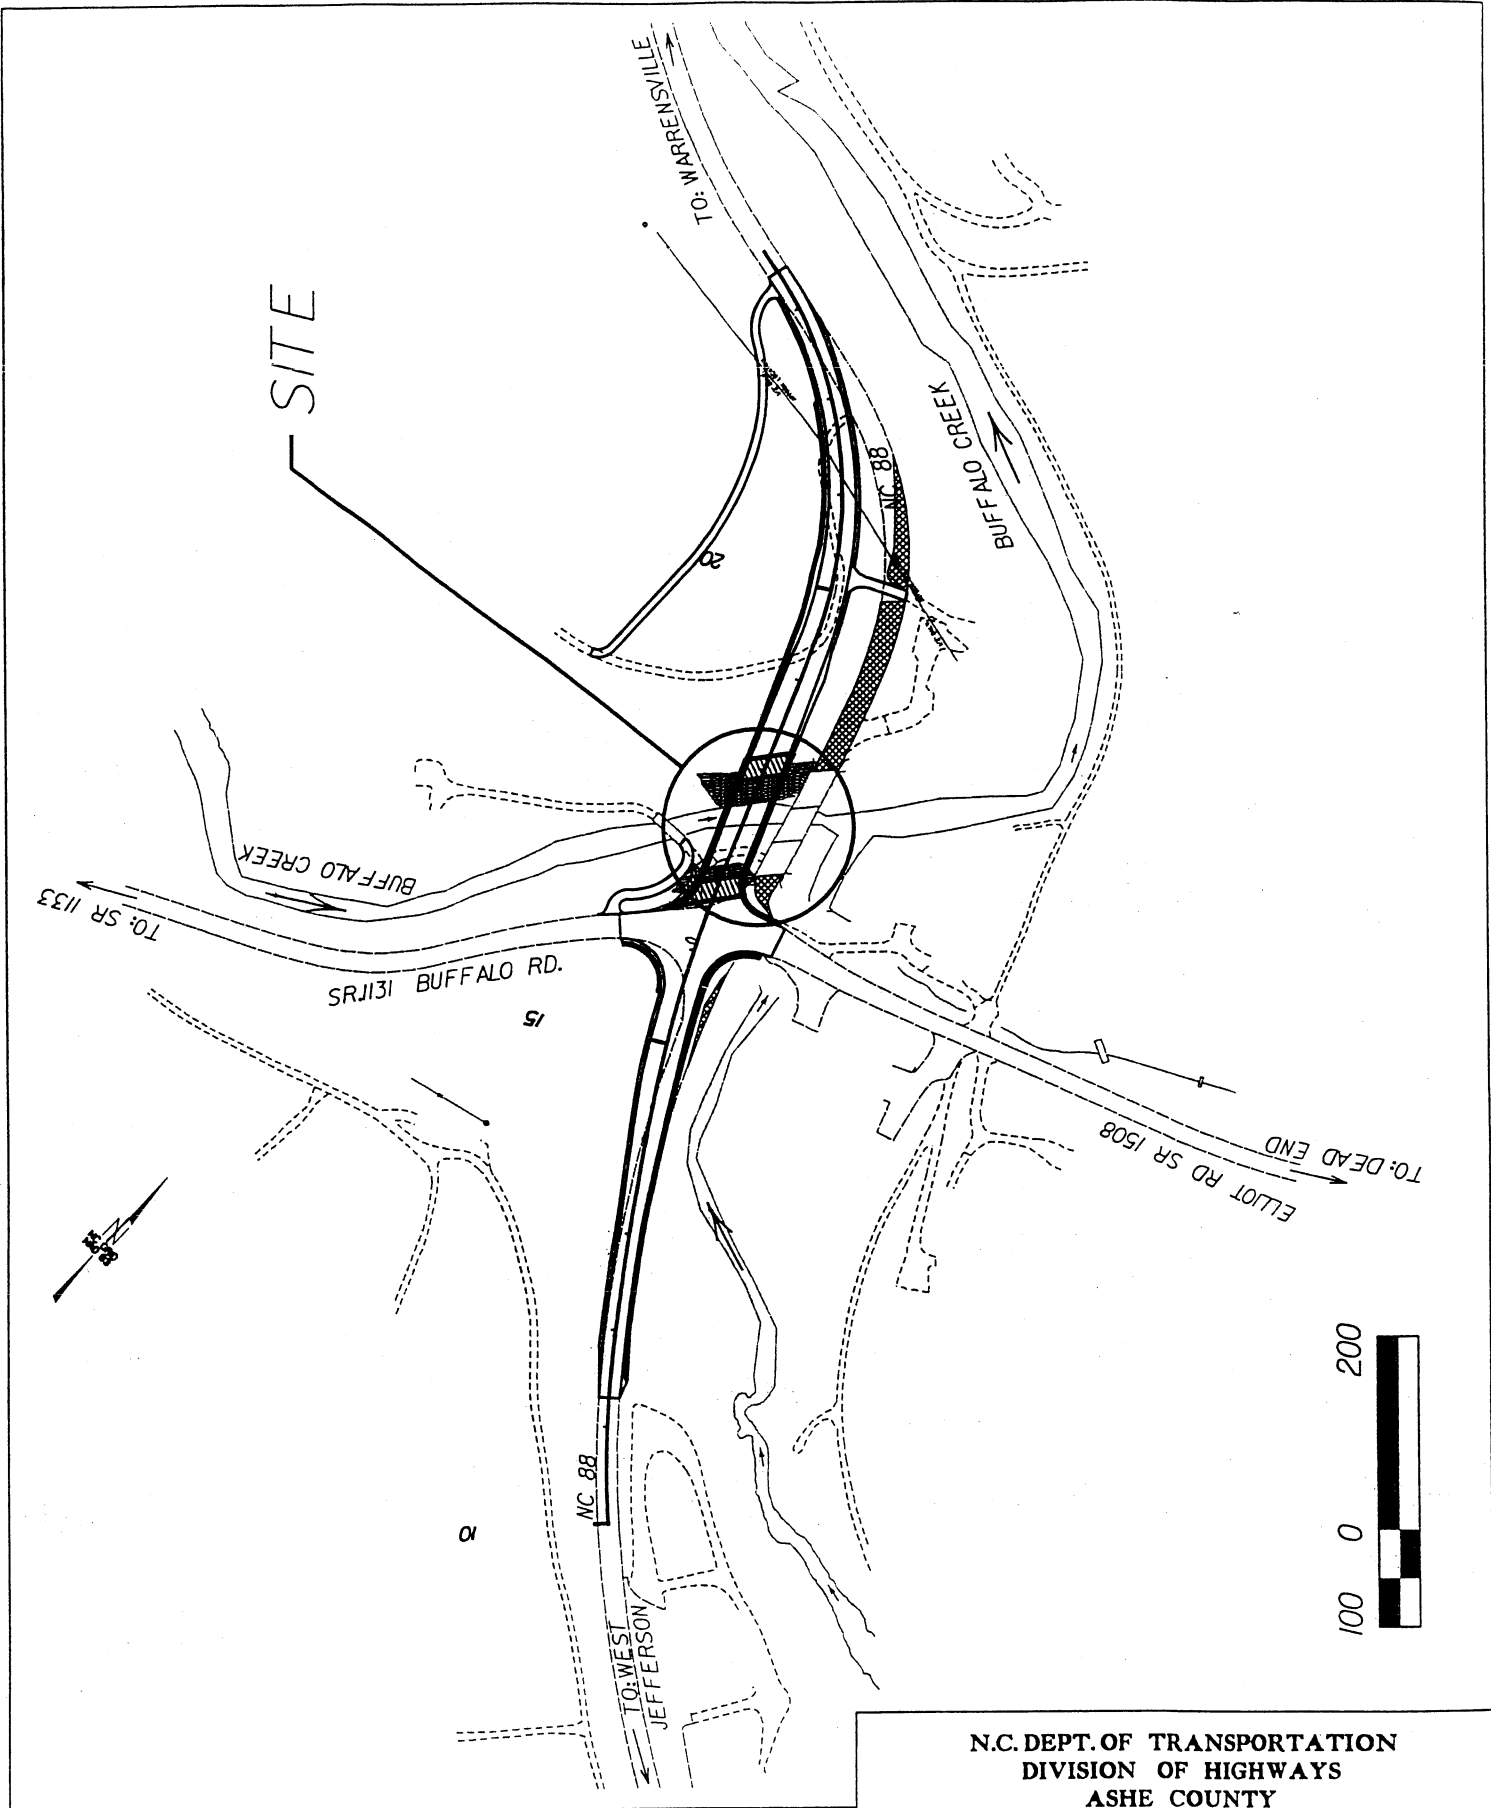 TO: WARRENSVILLE
SITE
NC 88
BUFFALO CREEK
20
BUFFALO CREEK
TO: SR 1133
SR 1131 BUFFALO RD.
15
ELLIOT RD SR 1508
TO: DEAD END
NC 88
10
TO: WEST
JEFFERSON
200
0
100
N.C. DEPT. OF TRANSPORTATION
DIVISION OF HIGHWAYS
ASHE COUNTY